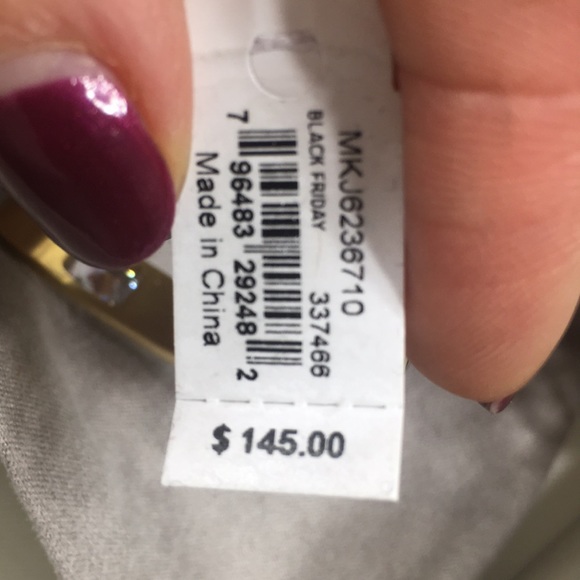 MKJ6236710
BLACK FRIDAY 337466
7 96483 29248 2
Made in China
$ 145.00